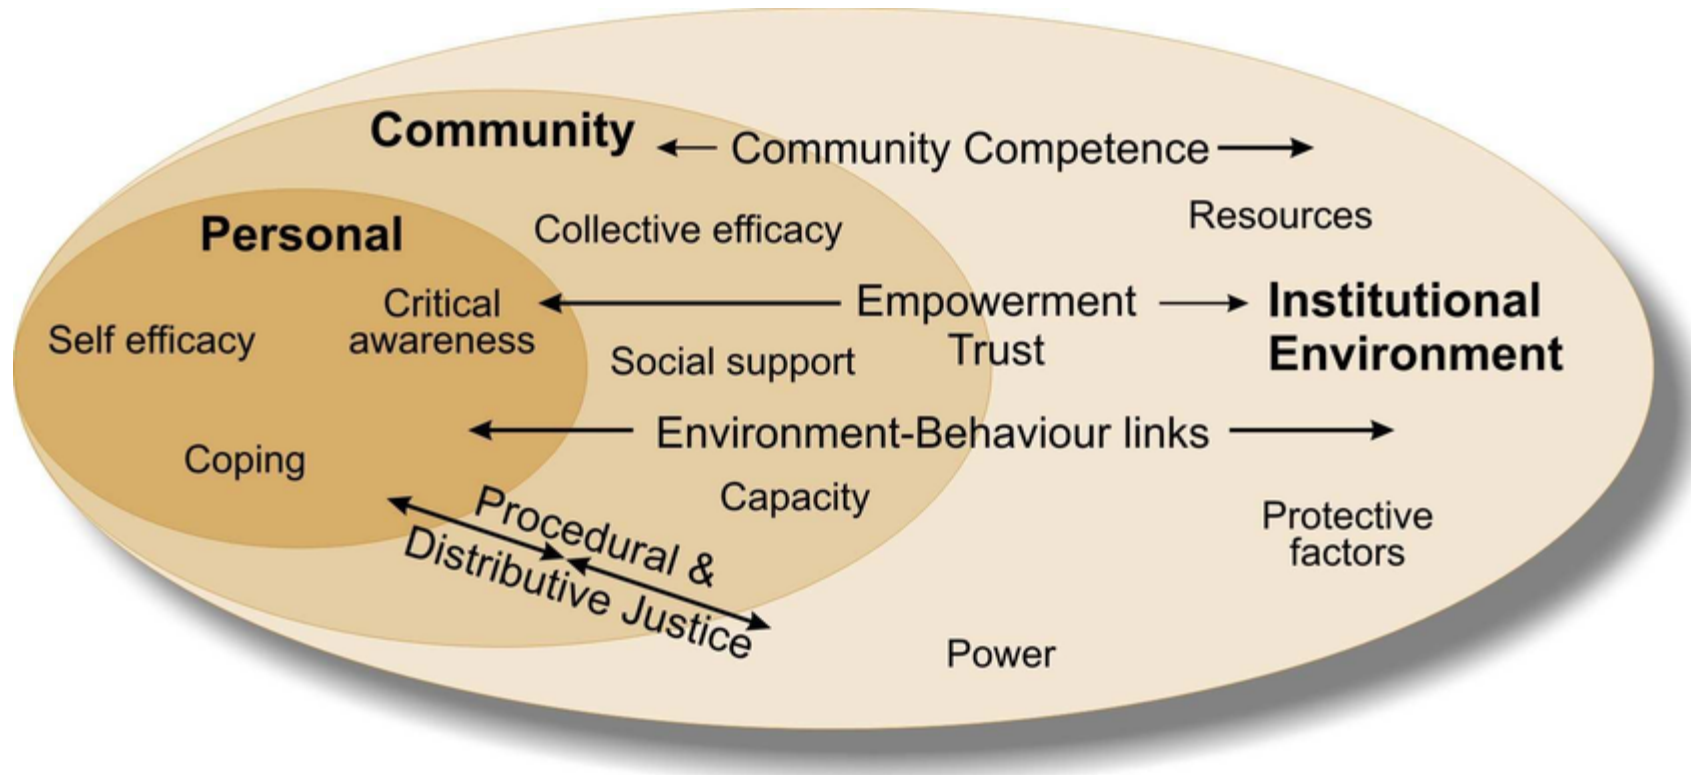 Community
Community Competence
Resources
Personal
Collective efficacy
Critical
awareness
Self efficacy
Empowerment
Trust
Institutional
Environment
Social support
Environment-Behaviour links
Coping
Capacity
Procedural &
Distributive Justice
Protective
factors
Power